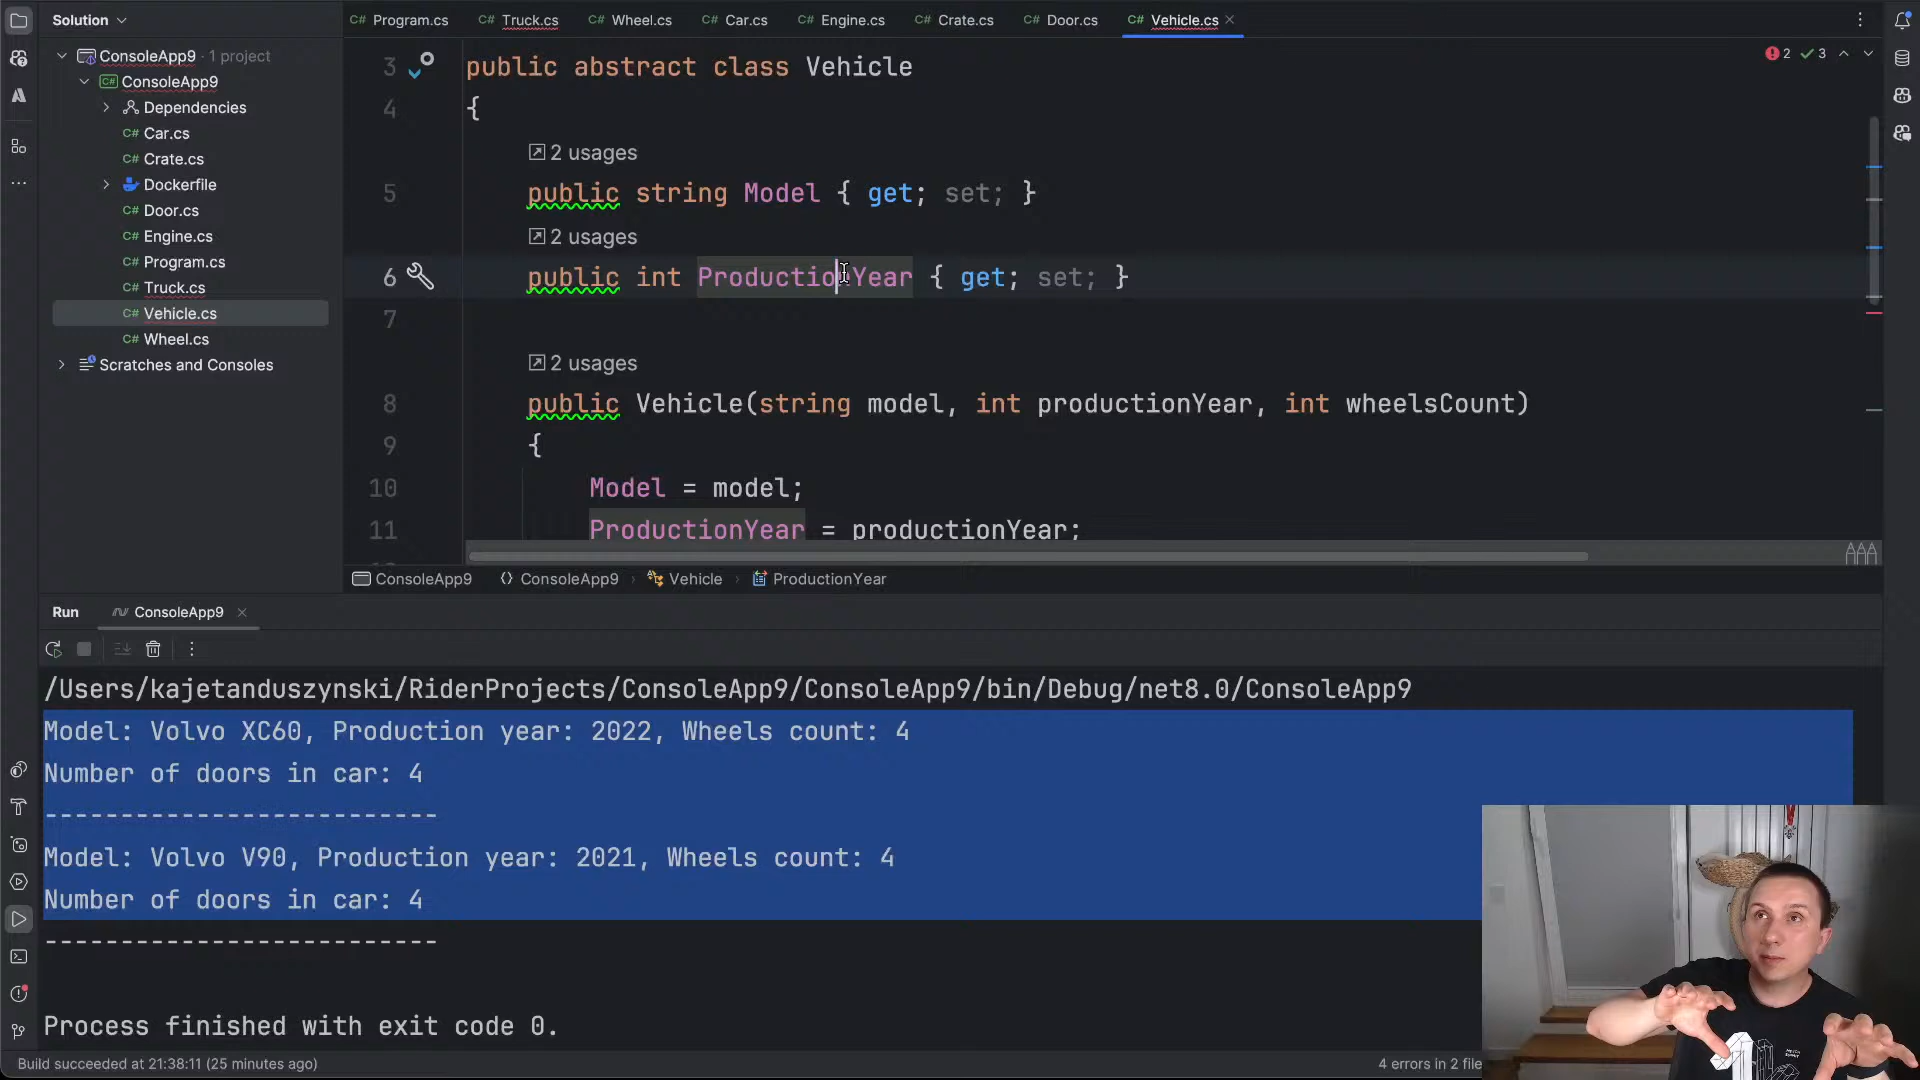 Solution
Program.cs
Truck.cs
Wheel.cs
Car.cs
Engine.cs
Crate.cs
Door.cs
Vehicle.cs
ConsoleApp9 · 1 project
ConsoleApp9
Dependencies
Car.cs
Crate.cs
Dockerfile
Door.cs
Engine.cs
Program.cs
Truck.cs
Vehicle.cs
Wheel.cs
Scratches and Consoles
2 3
3 public abstract class Vehicle
4 {
2 usages
5 public string Model { get; set; }
2 usages
6 public int ProductionYear { get; set; }
7
2 usages
8 public Vehicle(string model, int productionYear, int wheelsCount)
9 {
10 Model = model;
11 ProductionYear = productionYear;
ConsoleApp9 ConsoleApp9 › Vehicle › ProductionYear
Run ConsoleApp9
/Users/kajetanduszynski/RiderProjects/ConsoleApp9/ConsoleApp9/bin/Debug/net8.0/ConsoleApp9
Model: Volvo XC60, Production year: 2022, Wheels count: 4
Number of doors in car: 4
--------------------------
Model: Volvo V90, Production year: 2021, Wheels count: 4
Number of doors in car: 4
--------------------------
Process finished with exit code 0.
Build succeeded at 21:38:11 (25 minutes ago)
4 errors in 2 file